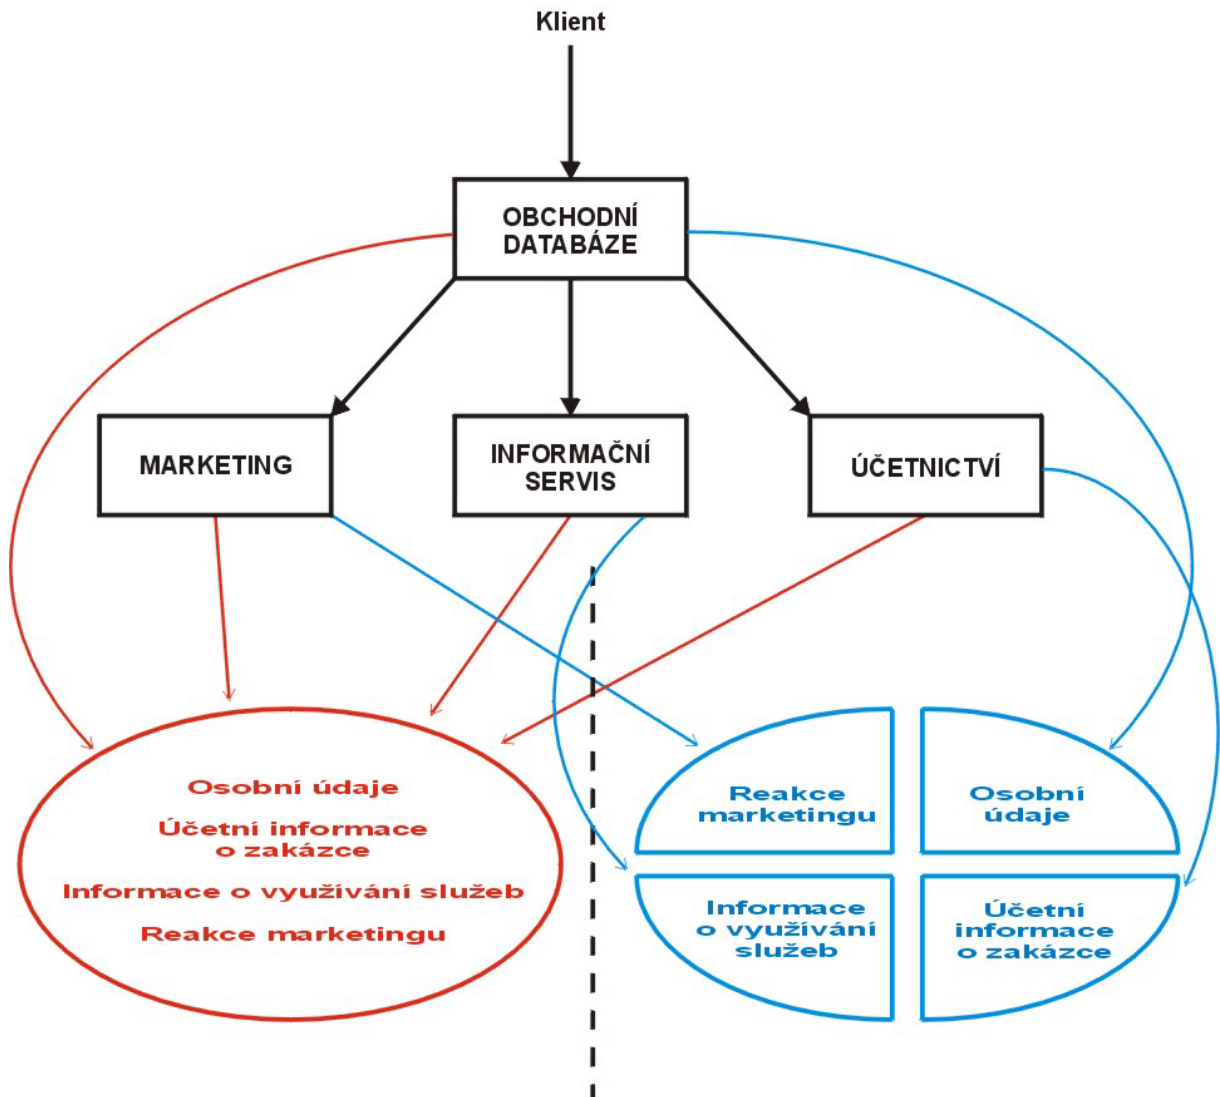 Klient
OBCHODNÍ
DATABÁZE
MARKETING
INFORMAČNÍ
SERVIS
ÚČETNICTVÍ
Osobní údaje
Účetní informace
o zakázce
Informace o využívání služeb
Reakce marketingu
Reakce
marketingu
Osobní
údaje
Informace
o využívání
služeb
Účetní
informace
o zakázce